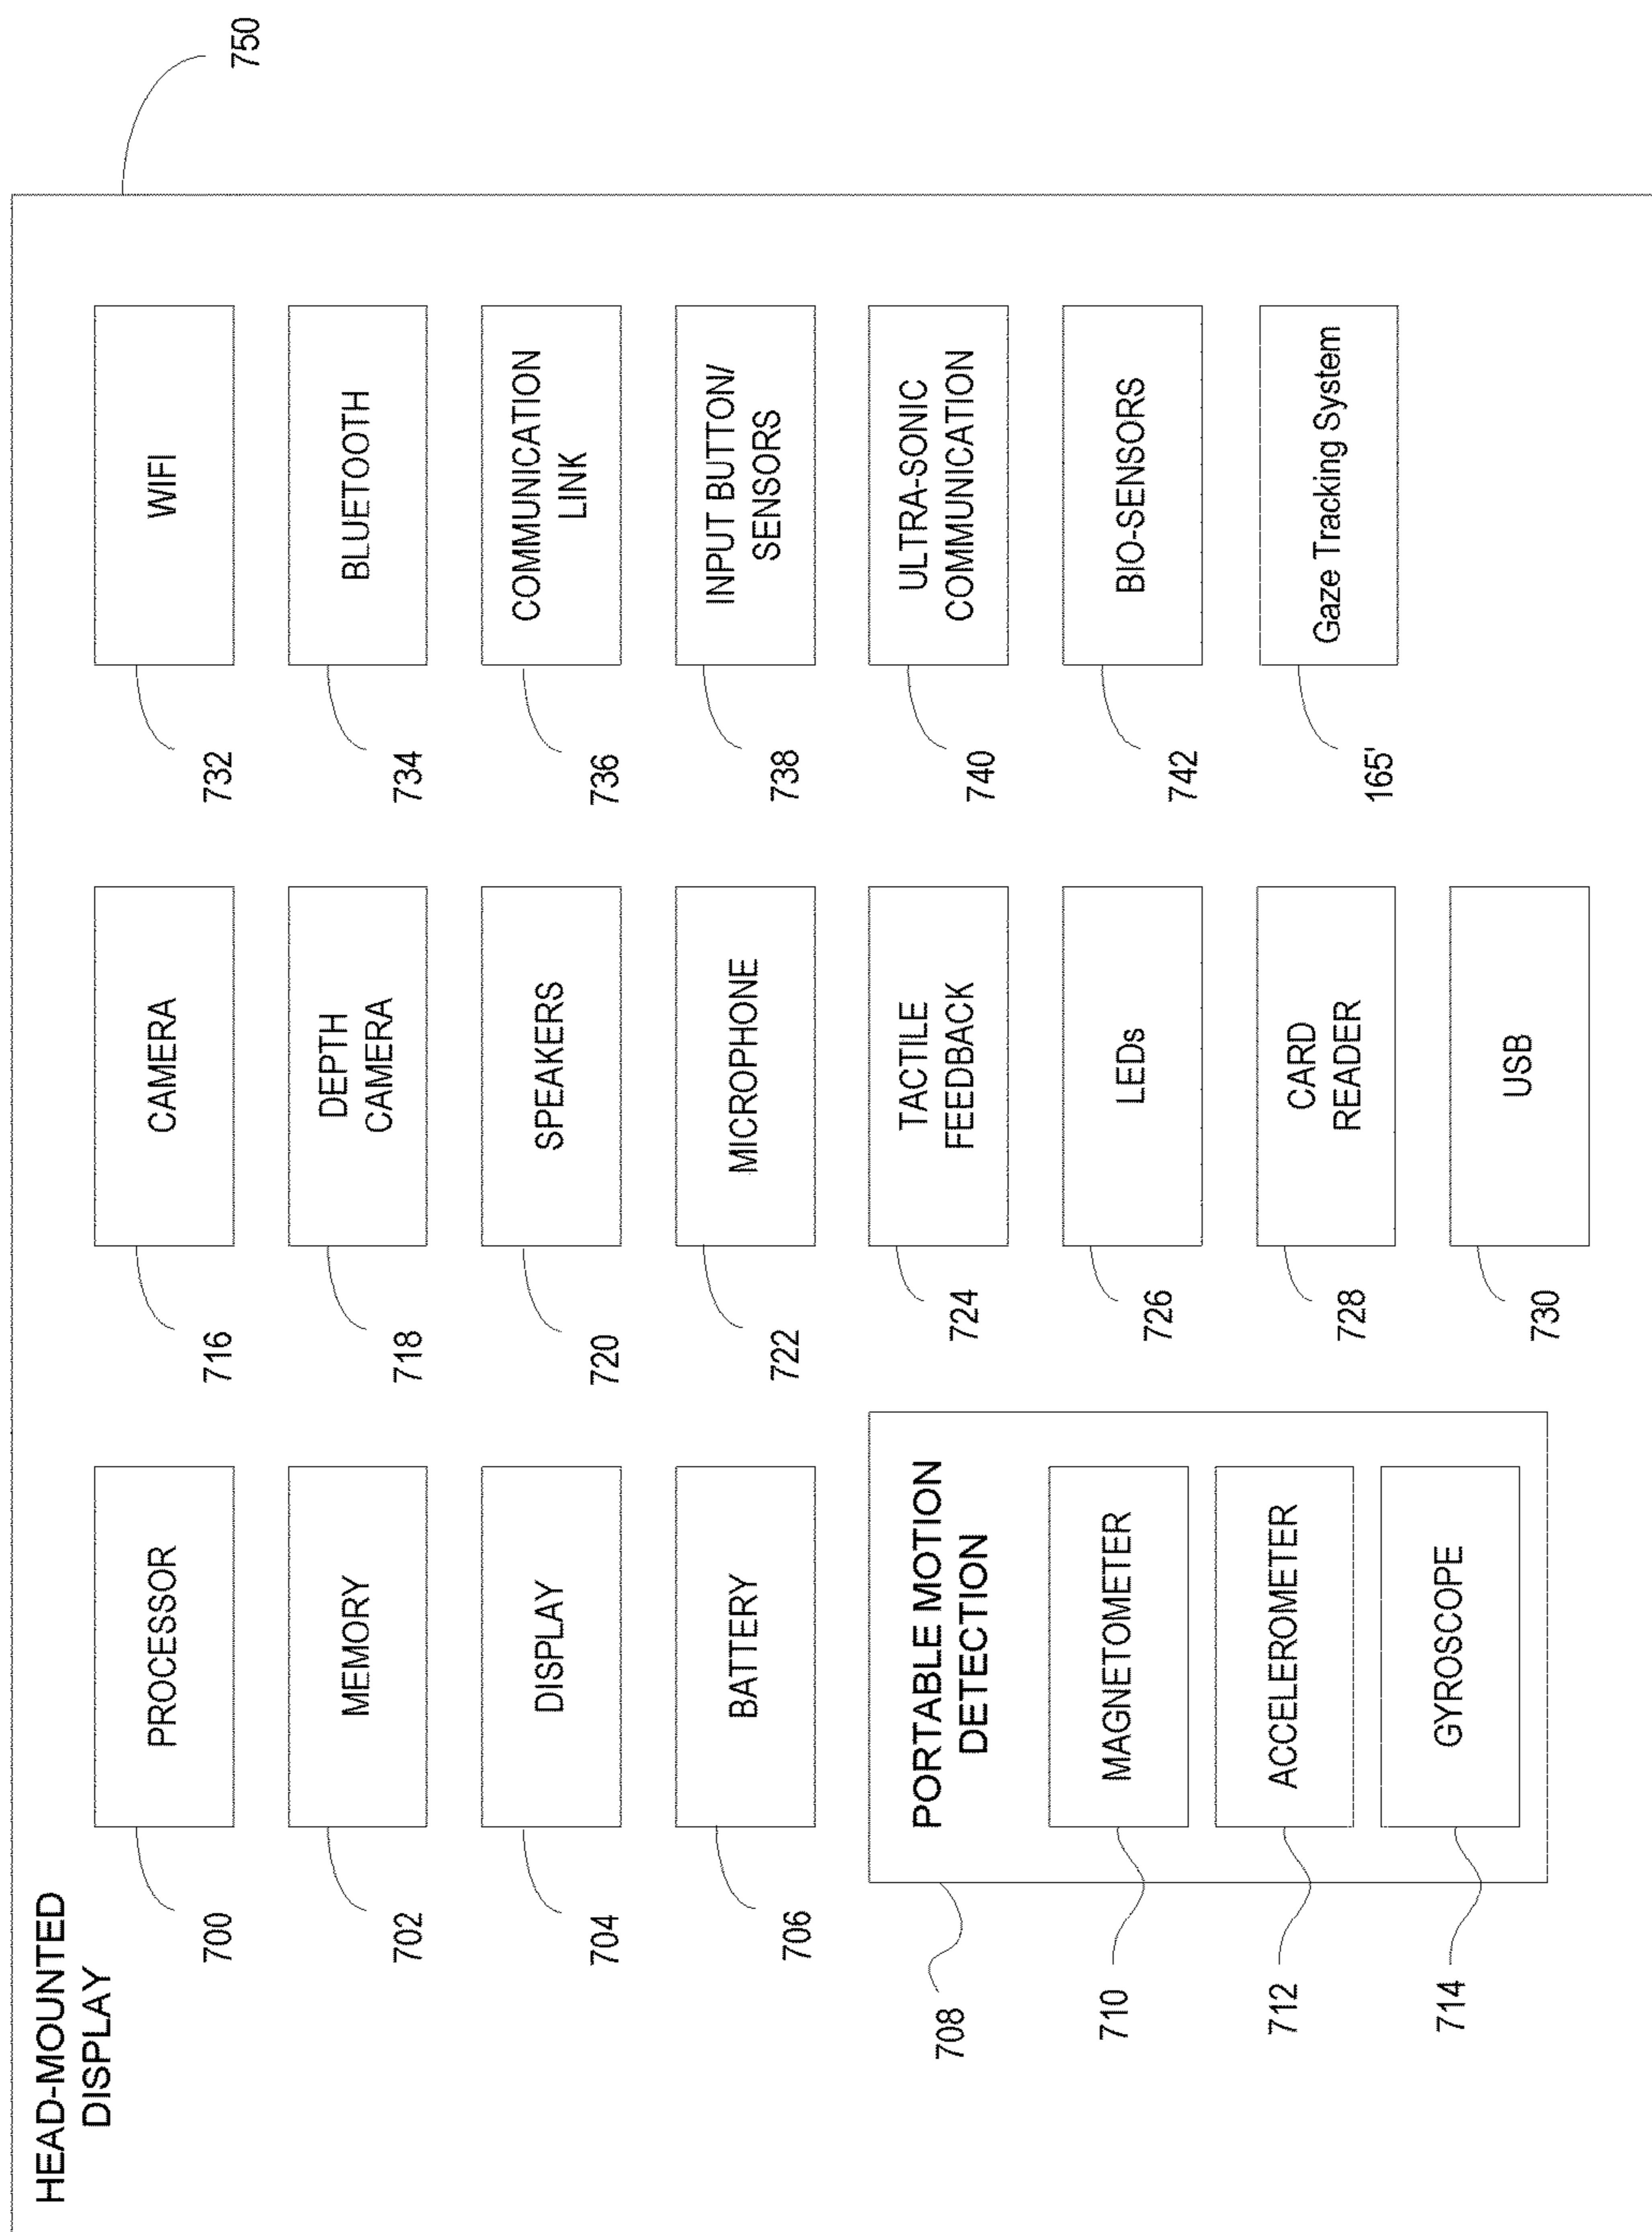 HEAD-MOUNTED
DISPLAY
750
PROCESSOR
700
MEMORY
702
DISPLAY
704
BATTERY
706
PORTABLE MOTION
DETECTION
708
MAGNETOMETER
710
ACCELEROMETER
712
GYROSCOPE
714
CAMERA
716
DEPTH
CAMERA
718
SPEAKERS
720
MICROPHONE
722
TACTILE
FEEDBACK
724
LEDs
726
CARD
READER
728
USB
730
WIFI
732
BLUETOOTH
734
COMMUNICATION
LINK
736
INPUT BUTTON/
SENSORS
738
ULTRA-SONIC
COMMUNICATION
740
BIO-SENSORS
742
Gaze Tracking System
165'